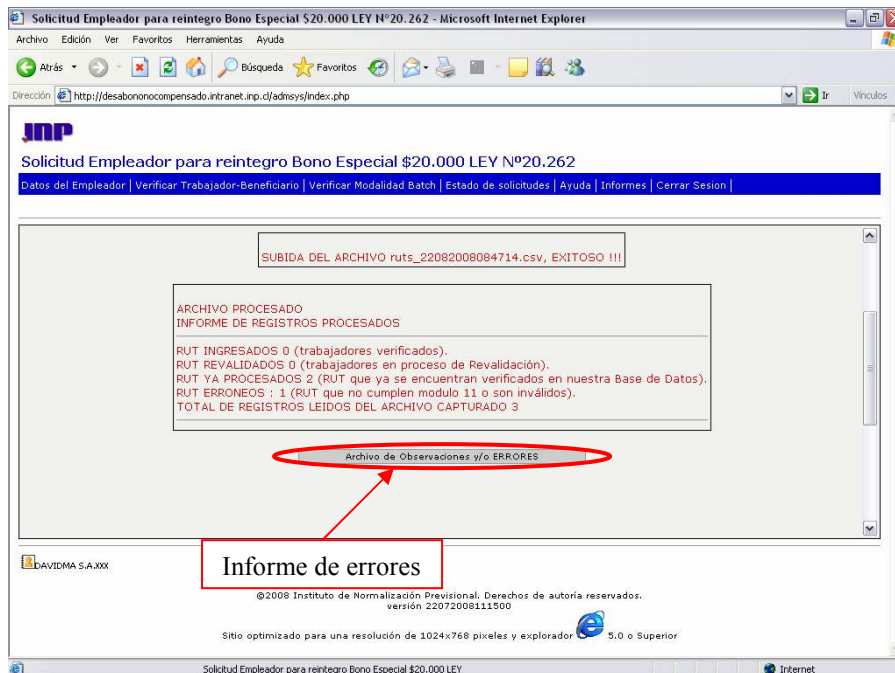 Solicitud Empleador para reintegro Bono Especial $20.000 LEY Nº20.262 - Microsoft Internet Explorer
Archivo Edición Ver Favoritos Herramientas Ayuda
Atrás Búsqueda Favoritos
Dirección http://desabononocompensado.intranet.inp.cl/admsys/index.php Ir Vínculos
INP
Solicitud Empleador para reintegro Bono Especial $20.000 LEY Nº20.262
Datos del Empleador | Verificar Trabajador-Beneficiario | Verificar Modalidad Batch | Estado de solicitudes | Ayuda | Informes | Cerrar Sesion |
SUBIDA DEL ARCHIVO ruts_22082008084714.csv, EXITOSO !!!
ARCHIVO PROCESADO
INFORME DE REGISTROS PROCESADOS
RUT INGRESADOS 0 (trabajadores verificados).
RUT REVALIDADOS 0 (trabajadores en proceso de Revalidación).
RUT YA PROCESADOS 2 (RUT que ya se encuentran verificados en nuestra Base de Datos).
RUT ERRONEOS : 1 (RUT que no cumplen modulo 11 o son inválidos).
TOTAL DE REGISTROS LEIDOS DEL ARCHIVO CAPTURADO 3
Archivo de Observaciones y/o ERRORES
Informe de errores
DAVIDMA S.A.XXX
©2008 Instituto de Normalización Previsional. Derechos de autoría reservados.
versión 22072008111500
Sitio optimizado para una resolución de 1024x768 pixeles y explorador 5.0 o Superior
Solicitud Empleador para reintegro Bono Especial $20.000 LEY Internet